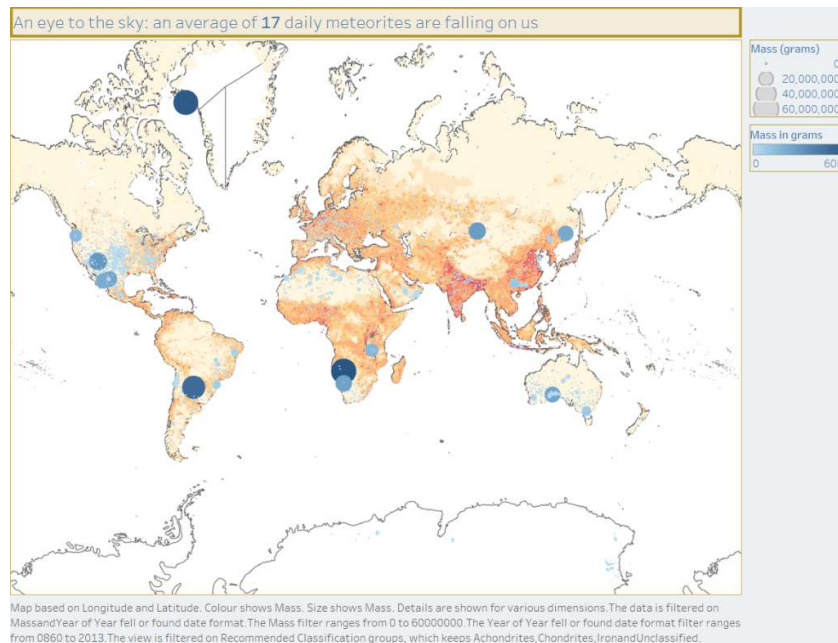 An eye to the sky: an average of 17 daily meteorites are falling on us
Mass (grams)
0
20,000,000
40,000,000
60,000,000
Mass in grams
0 60
Map based on Longitude and Latitude. Colour shows Mass. Size shows Mass. Details are shown for various dimensions.The data is filtered on
MassandYear of Year fell or found date format.The Mass filter ranges from 0 to 60000000.The Year of Year fell or found date format filter ranges
from 0860 to 2013.The view is filtered on Recommended Classification groups, which keeps Achondrites,Chondrites,IronandUnclassified.